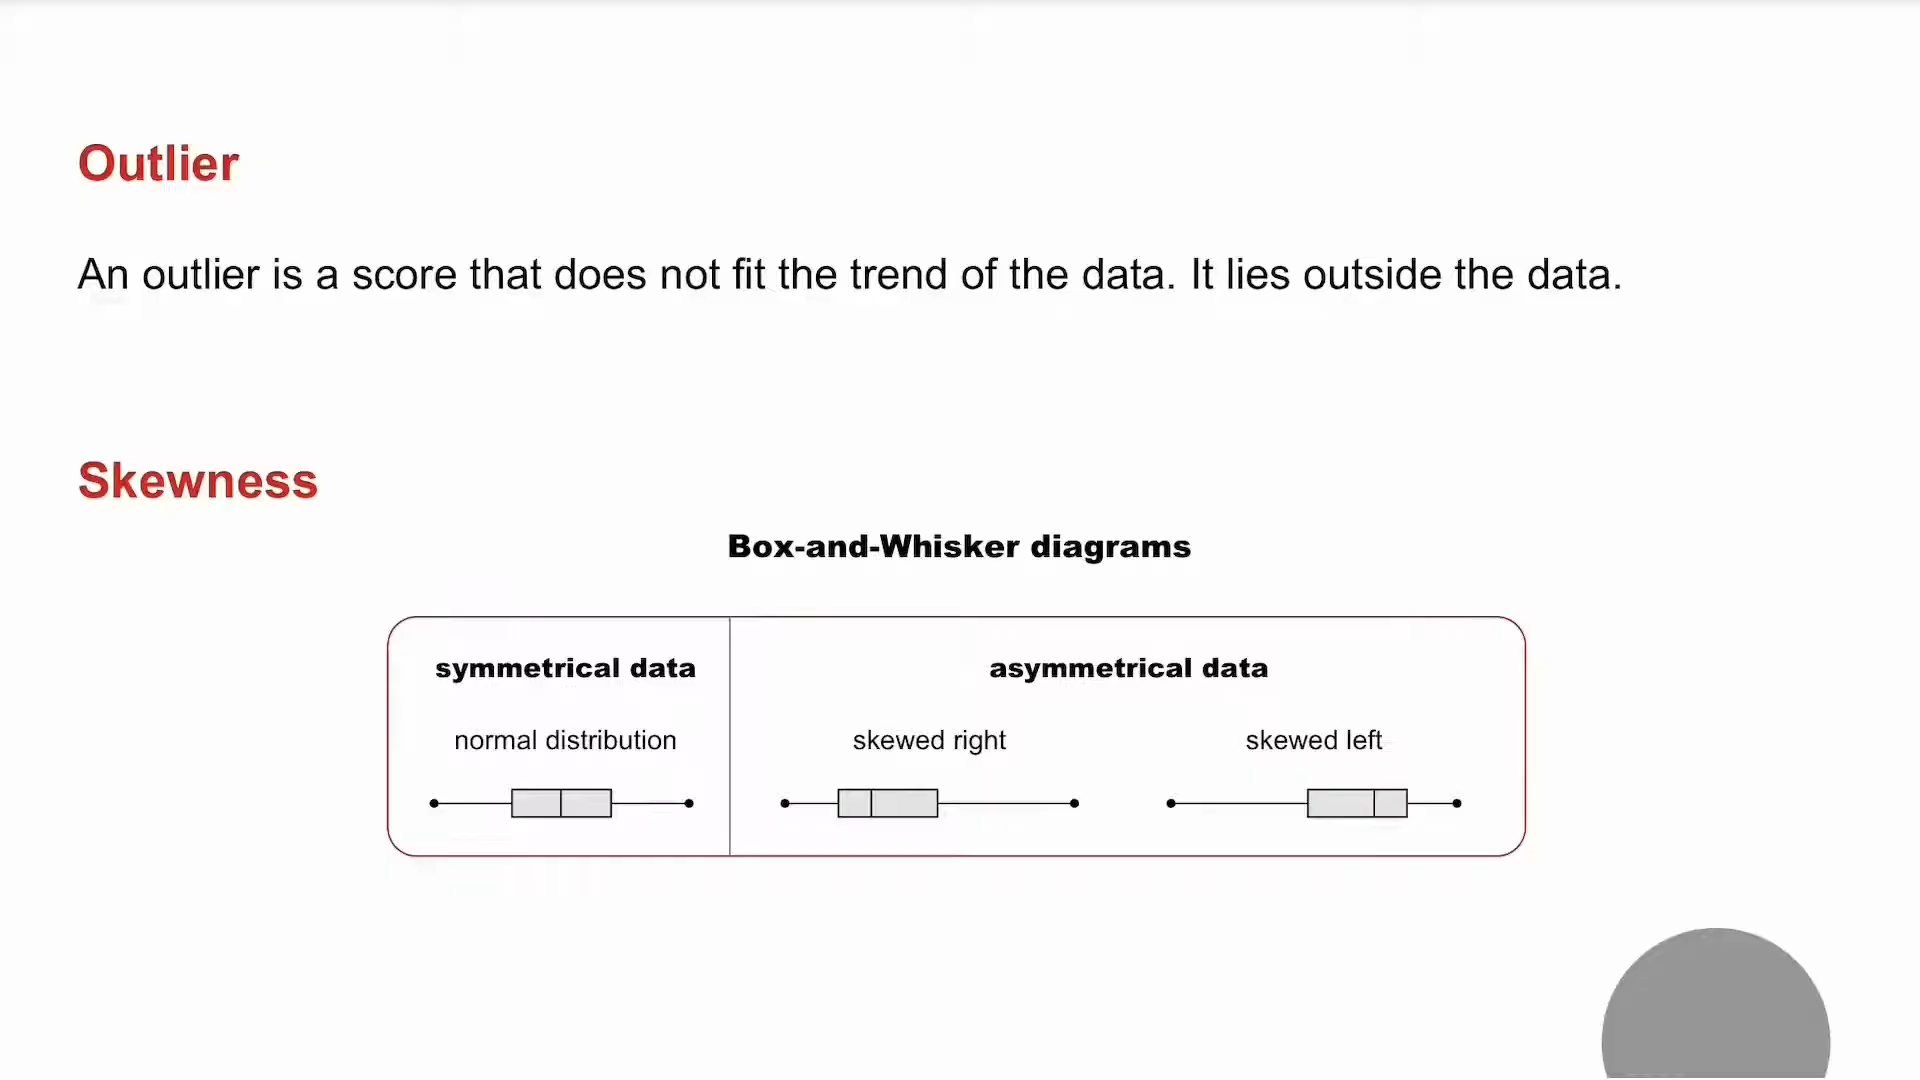 Outlier
An outlier is a score that does not fit the trend of the data. It lies outside the data.
Skewness
Box-and-Whisker diagrams
symmetrical data
asymmetrical data
normal distribution
skewed right
skewed left